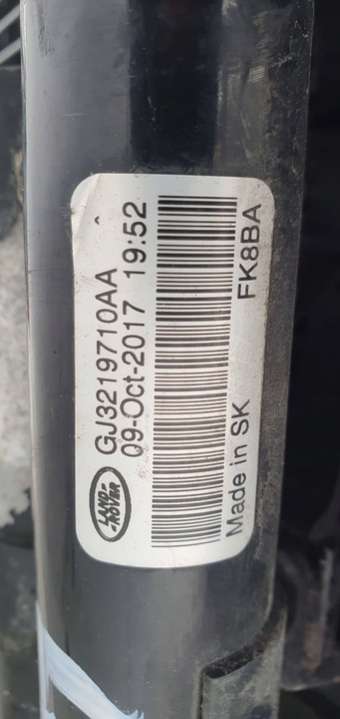 GJ3219710AA
09-Oct-2017 19:52
LAND-
-ROVER
Made in SK
FK8BA